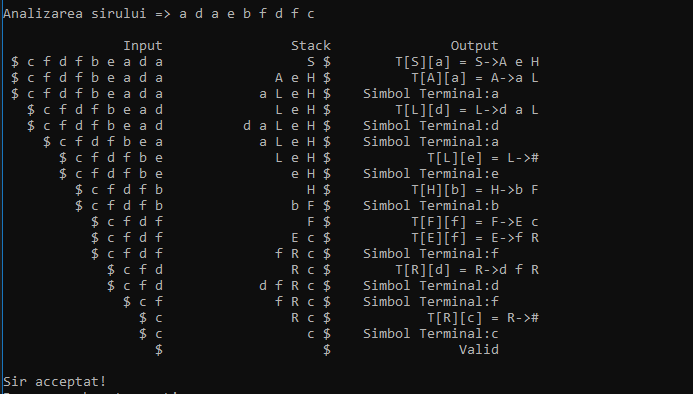 Analizarea sirului => a d a e b f d f c
Input Stack Output
$ c f d f b e a d a S $ T[S][a] = S->A e H
$ c f d f b e a d a A e H $ T[A][a] = A->a L
$ c f d f b e a d a a L e H $ Simbol Terminal:a
$ c f d f b e a d L e H $ T[L][d] = L->d a L
$ c f d f b e a d d a L e H $ Simbol Terminal:d
$ c f d f b e a a L e H $ Simbol Terminal:a
$ c f d f b e L e H $ T[L][e] = L->#
$ c f d f b e e H $ Simbol Terminal:e
$ c f d f b H $ T[H][b] = H->b F
$ c f d f b b F $ Simbol Terminal:b
$ c f d f F $ T[F][f] = F->E c
$ c f d f E c $ T[E][f] = E->f R
$ c f d f f R c $ Simbol Terminal:f
$ c f d R c $ T[R][d] = R->d f R
$ c f d d f R c $ Simbol Terminal:d
$ c f f R c $ Simbol Terminal:f
$ c R c $ T[R][c] = R->#
$ c c $ Simbol Terminal:c
$ $ Valid
Sir acceptat!